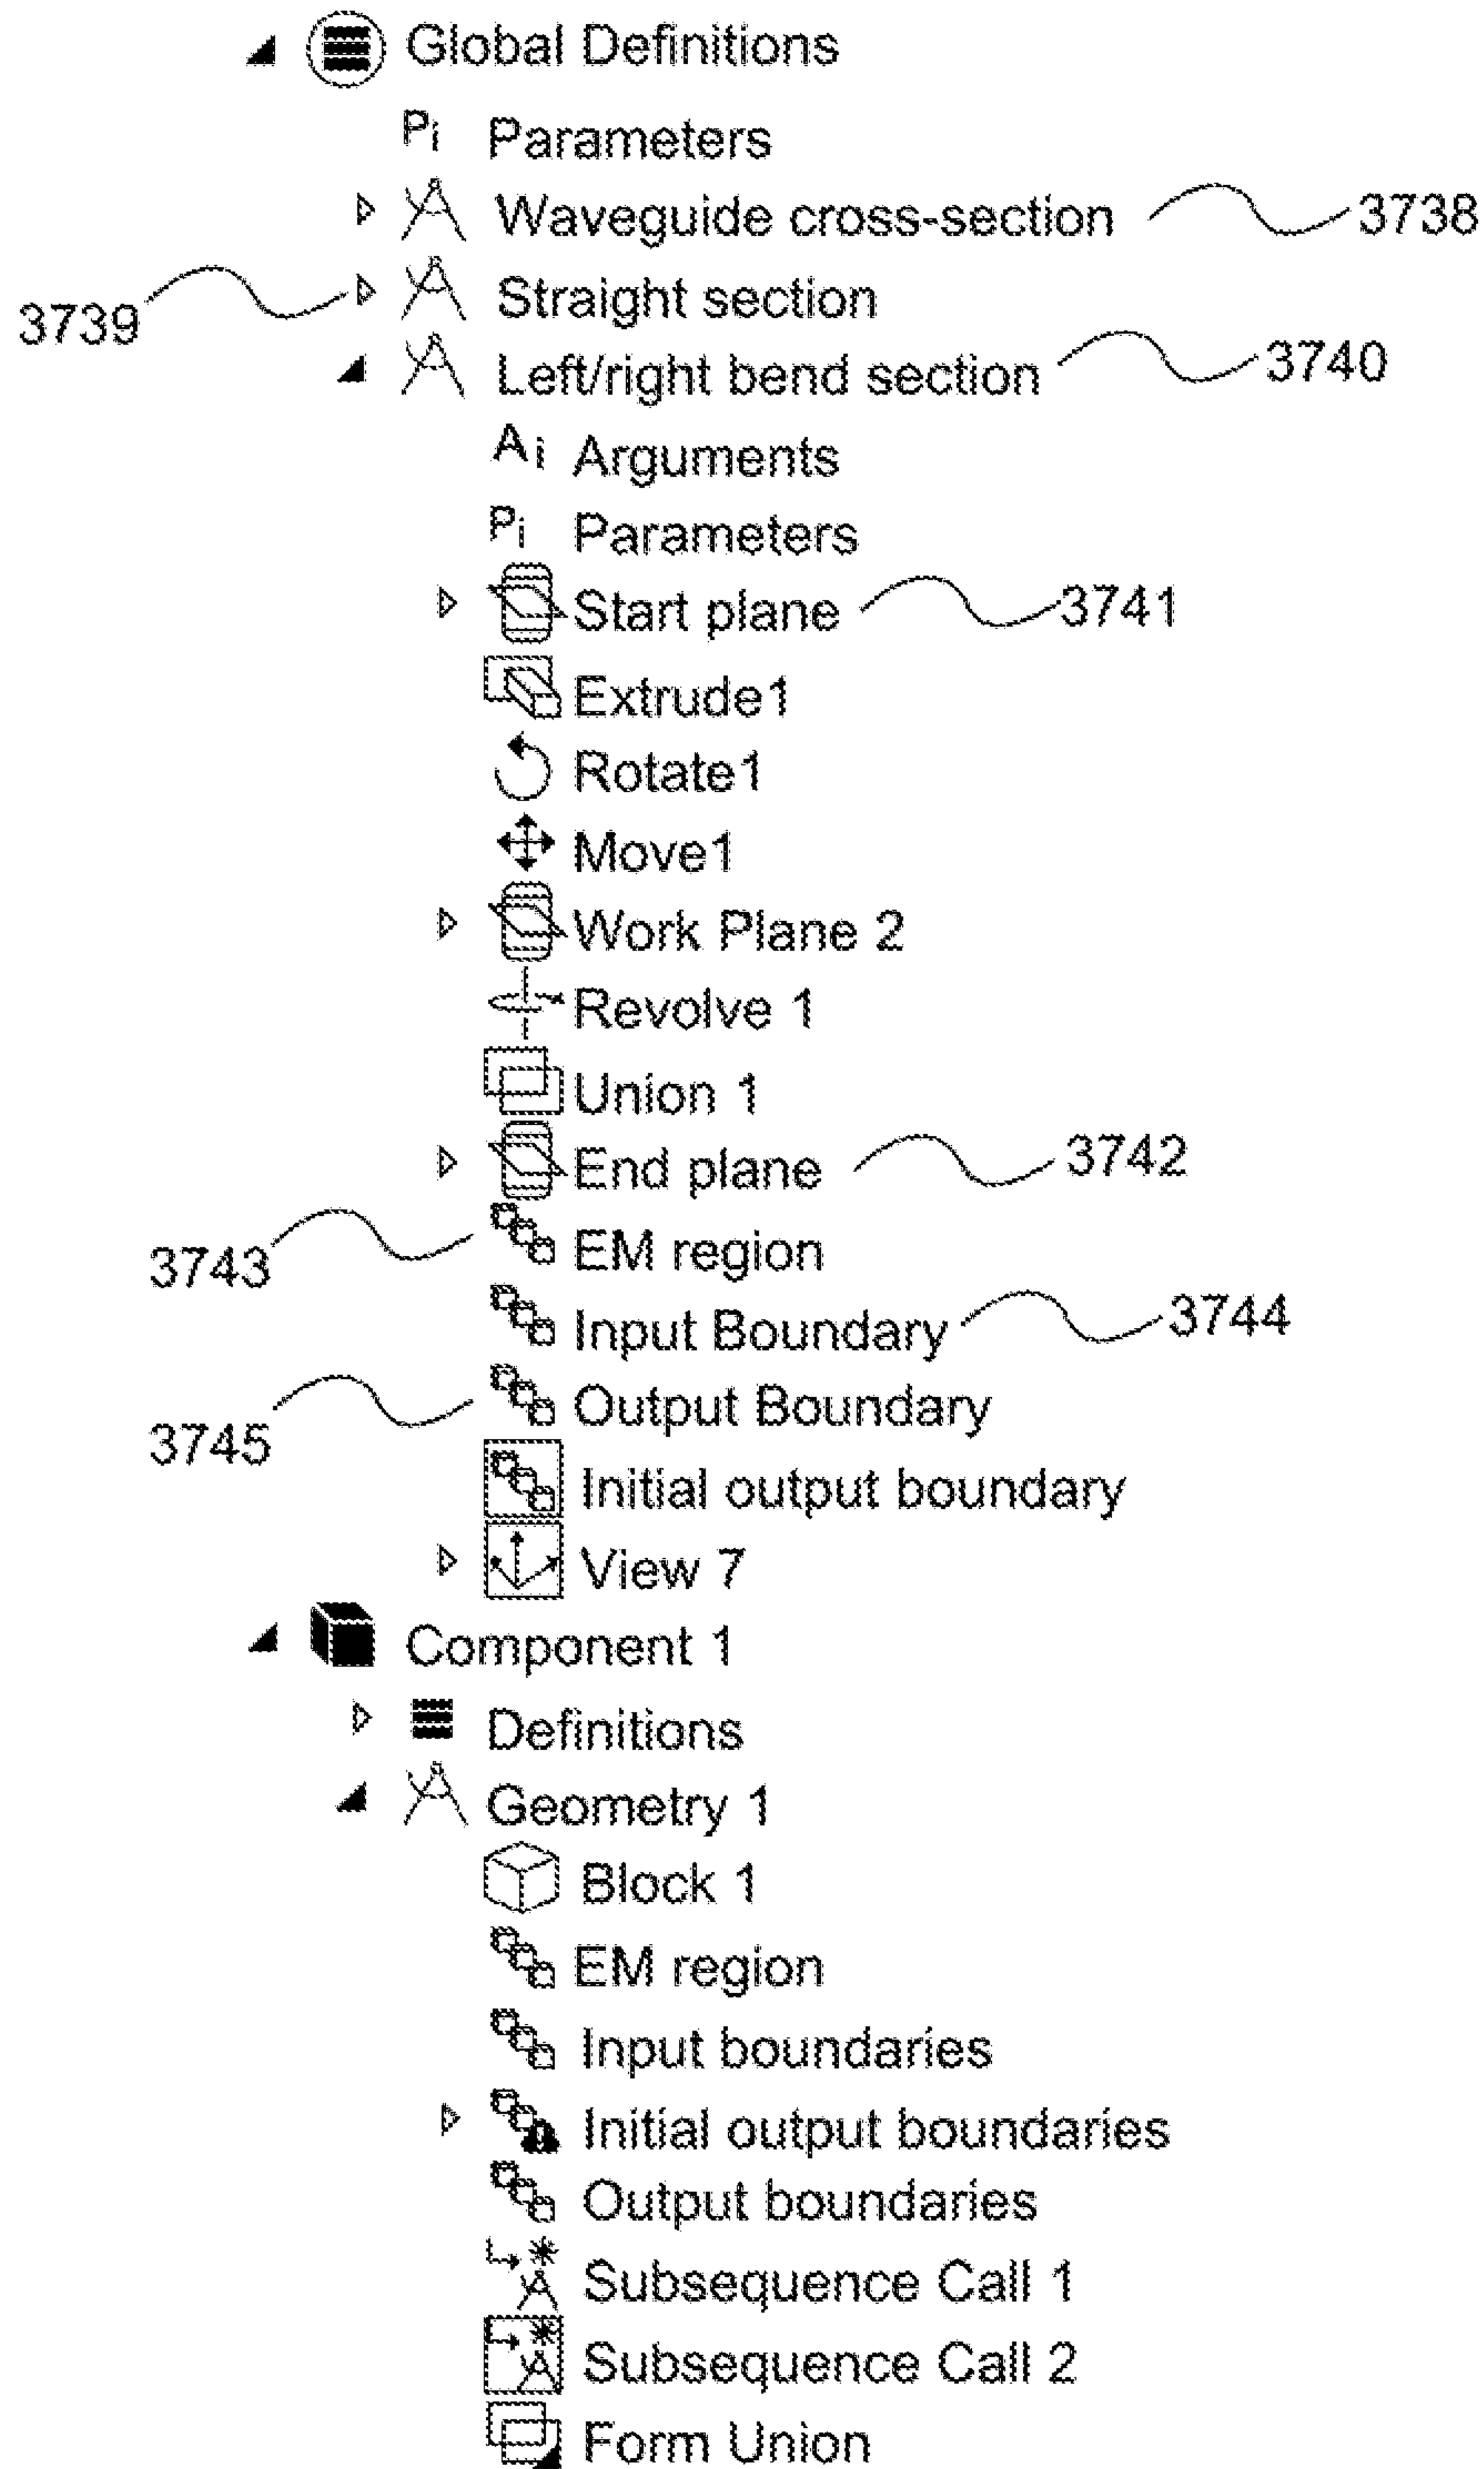 Global Definitions
Pi Parameters
Waveguide cross-section 3738
3739 Straight section
Left/right bend section 3740
Ai Arguments
Pi Parameters
Start plane 3741
Extrude1
Rotate1
Move1
Work Plane 2
Revolve 1
Union 1
End plane 3742
3743 EM region
Input Boundary 3744
3745 Output Boundary
Initial output boundary
View 7
Component 1
Definitions
Geometry 1
Block 1
EM region
Input boundaries
Initial output boundaries
Output boundaries
Subsequence Call 1
Subsequence Call 2
Form Union